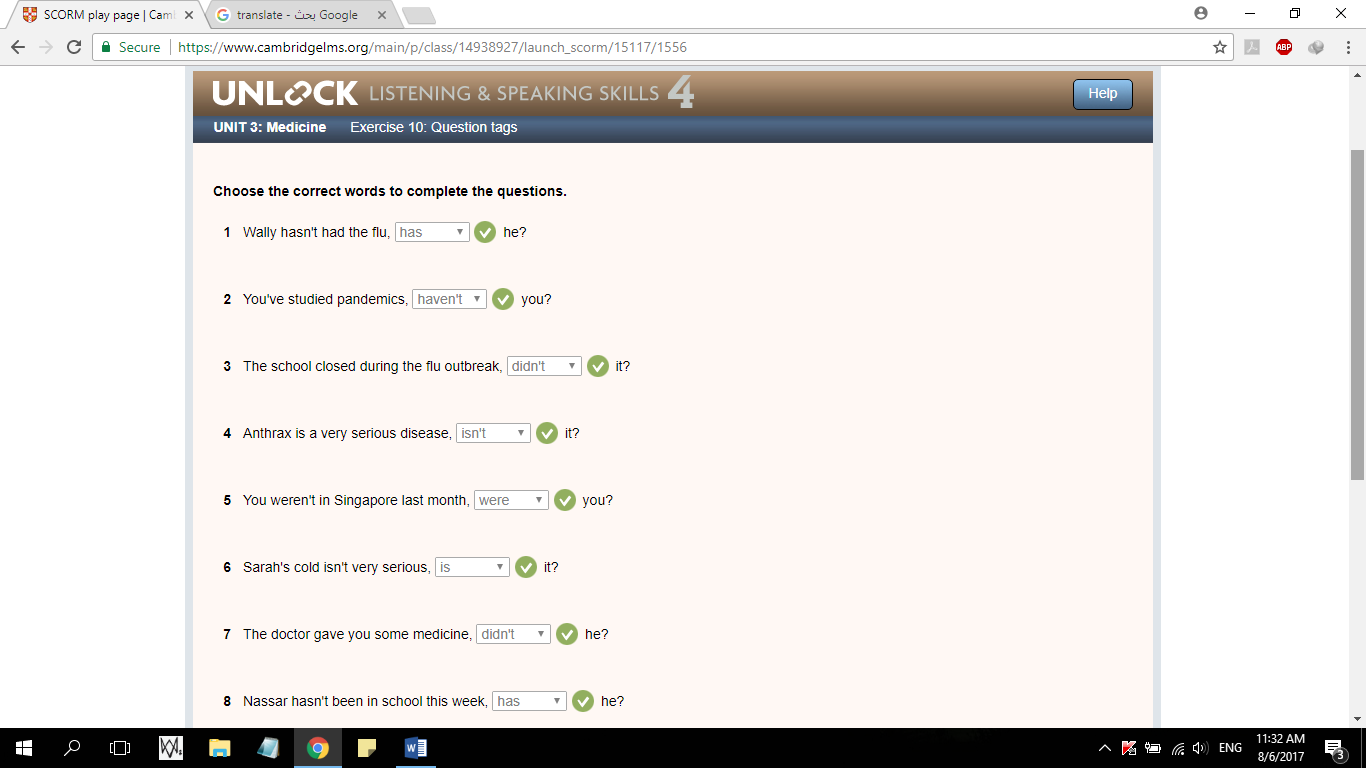 SCORM play page | Cam
translate - بحث Google
Secure
https://www.cambridgelms.org/main/p/class/14938927/launch_scorm/15117/1556
ABP
UNLOCK LISTENING & SPEAKING SKILLS 4
Help
UNIT 3: Medicine Exercise 10: Question tags
Choose the correct words to complete the questions.
1 Wally hasn't had the flu, has he?
2 You've studied pandemics, haven't you?
3 The school closed during the flu outbreak, didn't it?
4 Anthrax is a very serious disease, isn't it?
5 You weren't in Singapore last month, were you?
6 Sarah's cold isn't very serious, is it?
7 The doctor gave you some medicine, didn't he?
8 Nassar hasn't been in school this week, has he?
ENG
11:32 AM
8/6/2017
3